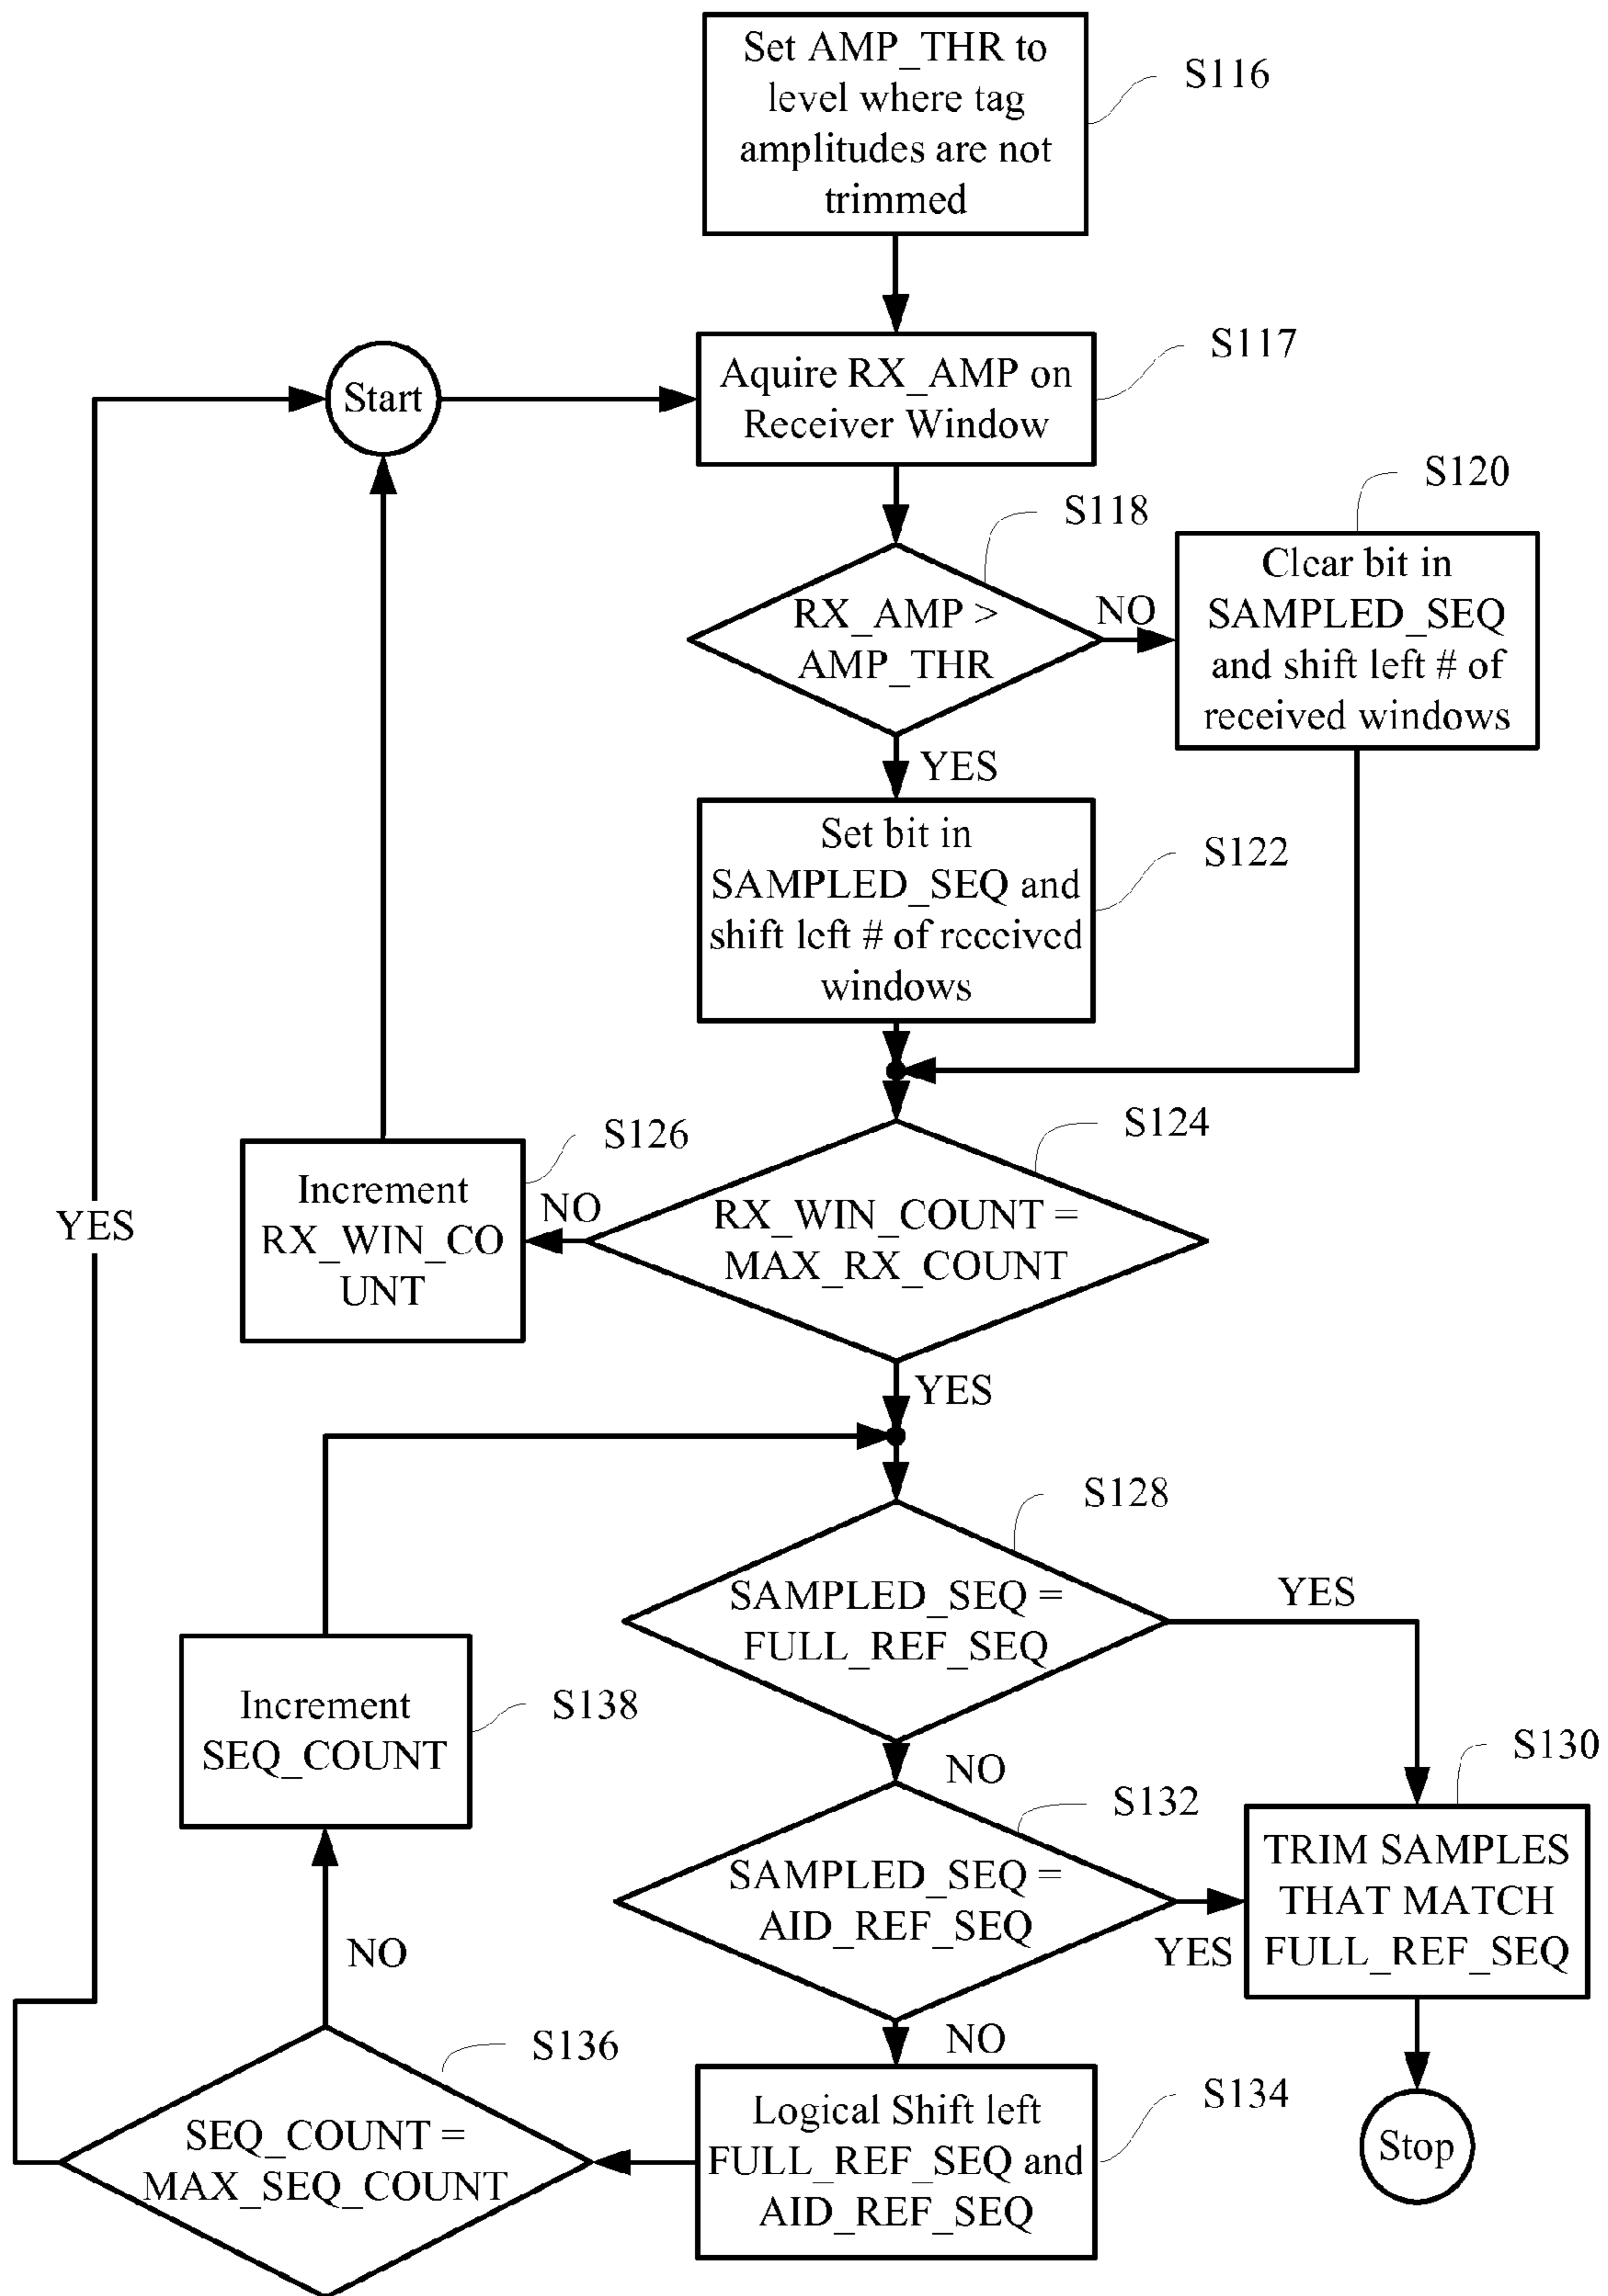 Set AMP_THR to
level where tag
amplitudes are not
trimmed
S116
Start
Aquire RX_AMP on
Receiver Window
S117
S118
RX_AMP >
AMP_THR
NO
S120
Clear bit in
SAMPLED_SEQ
and shift left # of
received windows
YES
Set bit in
SAMPLED_SEQ and
shift left # of received
windows
S122
S124
RX_WIN_COUNT =
MAX_RX_COUNT
NO
S126
Increment
RX_WIN_CO
UNT
YES
YES
S128
SAMPLED_SEQ =
FULL_REF_SEQ
YES
NO
S138
Increment
SEQ_COUNT
S130
TRIM SAMPLES
THAT MATCH
FULL_REF_SEQ
S132
SAMPLED_SEQ =
AID_REF_SEQ
YES
NO
NO
S136
SEQ_COUNT =
MAX_SEQ_COUNT
S134
Logical Shift left
FULL_REF_SEQ and
AID_REF_SEQ
Stop